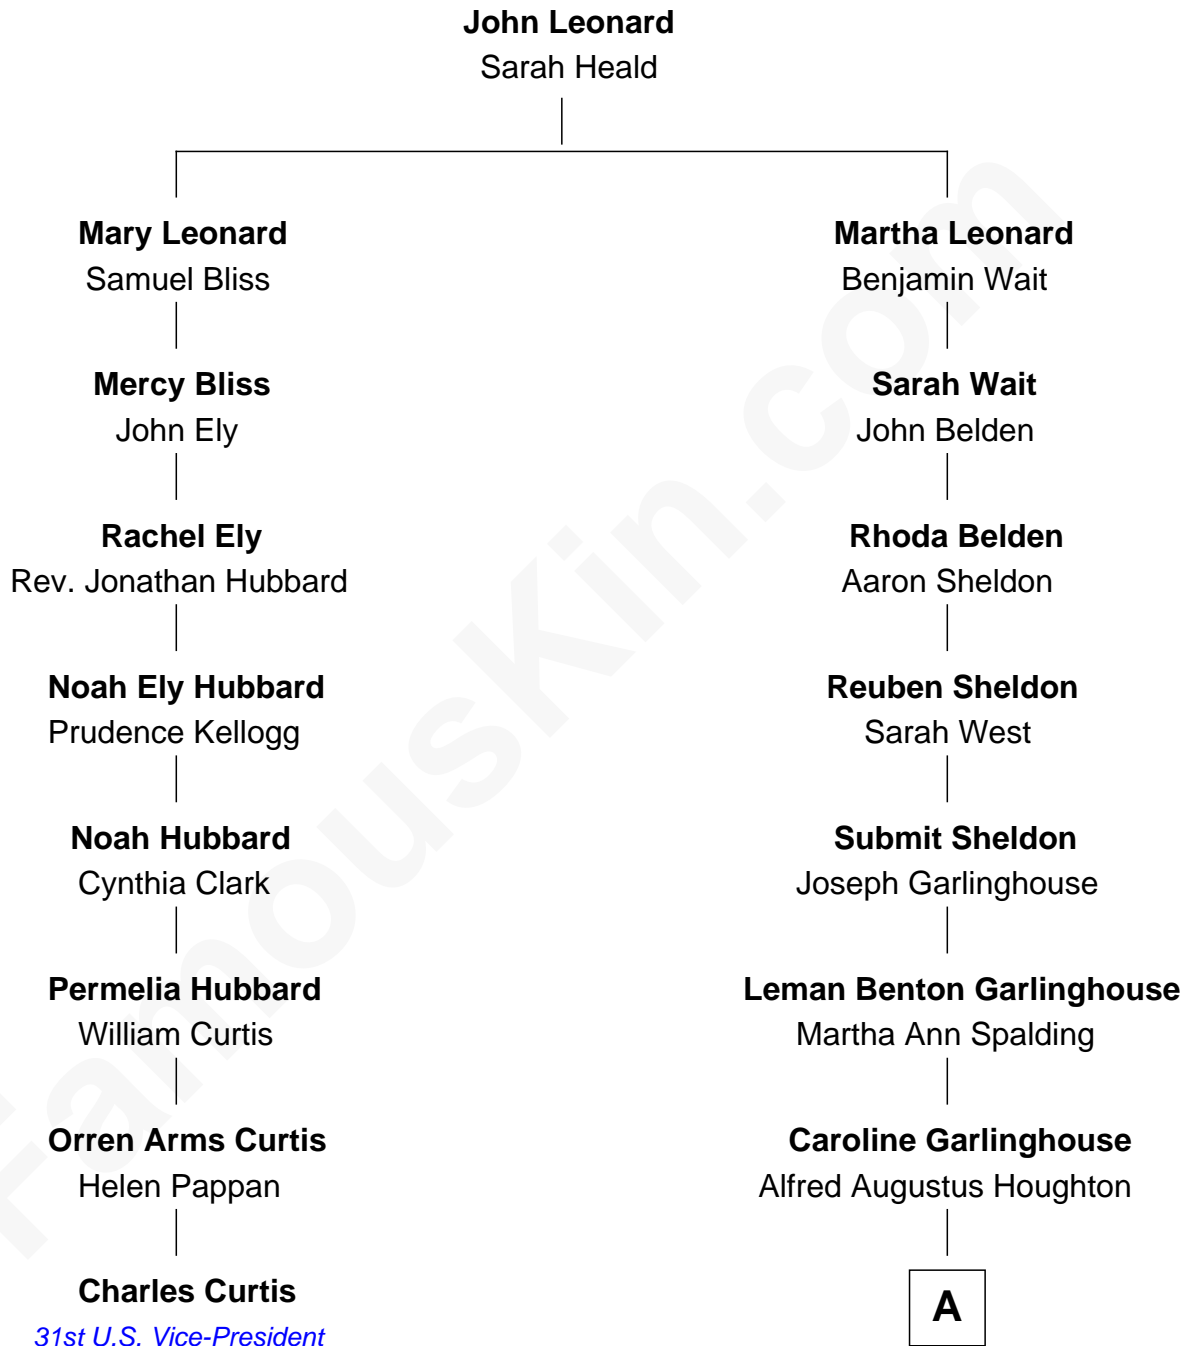 John Leonard
Sarah Heald
Mary Leonard
Samuel Bliss
Martha Leonard
Benjamin Wait
Mercy Bliss
John Ely
Sarah Wait
John Belden
Rachel Ely
Rev. Jonathan Hubbard
Rhoda Belden
Aaron Sheldon
Noah Ely Hubbard
Prudence Kellogg
Reuben Sheldon
Sarah West
Noah Hubbard
Cynthia Clark
Submit Sheldon
Joseph Garlinghouse
Permelia Hubbard
William Curtis
Leman Benton Garlinghouse
Martha Ann Spalding
Orren Arms Curtis
Helen Pappan
Caroline Garlinghouse
Alfred Augustus Houghton
Charles Curtis
31st U.S. Vice-President
A
FamousKin.com